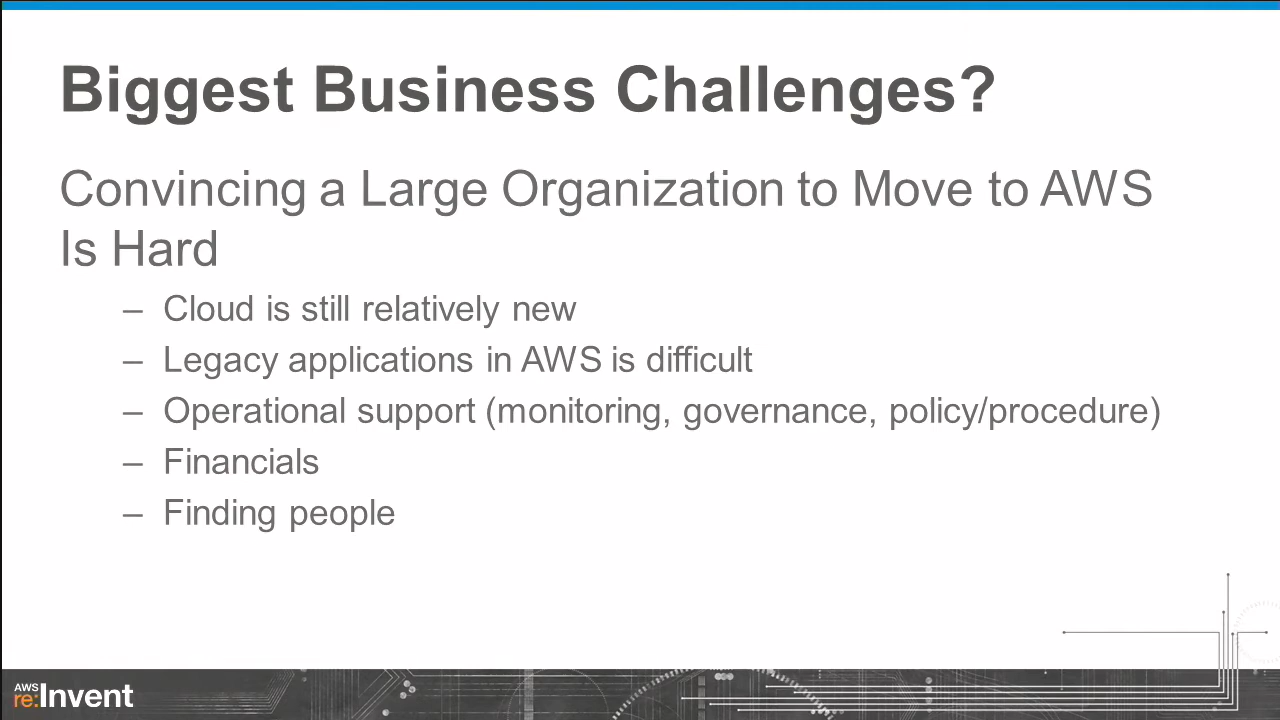 Biggest Business Challenges?
Convincing a Large Organization to Move to AWS
Is Hard
– Cloud is still relatively new
– Legacy applications in AWS is difficult
– Operational support (monitoring, governance, policy/procedure)
– Financials
– Finding people
AWS
re:Invent